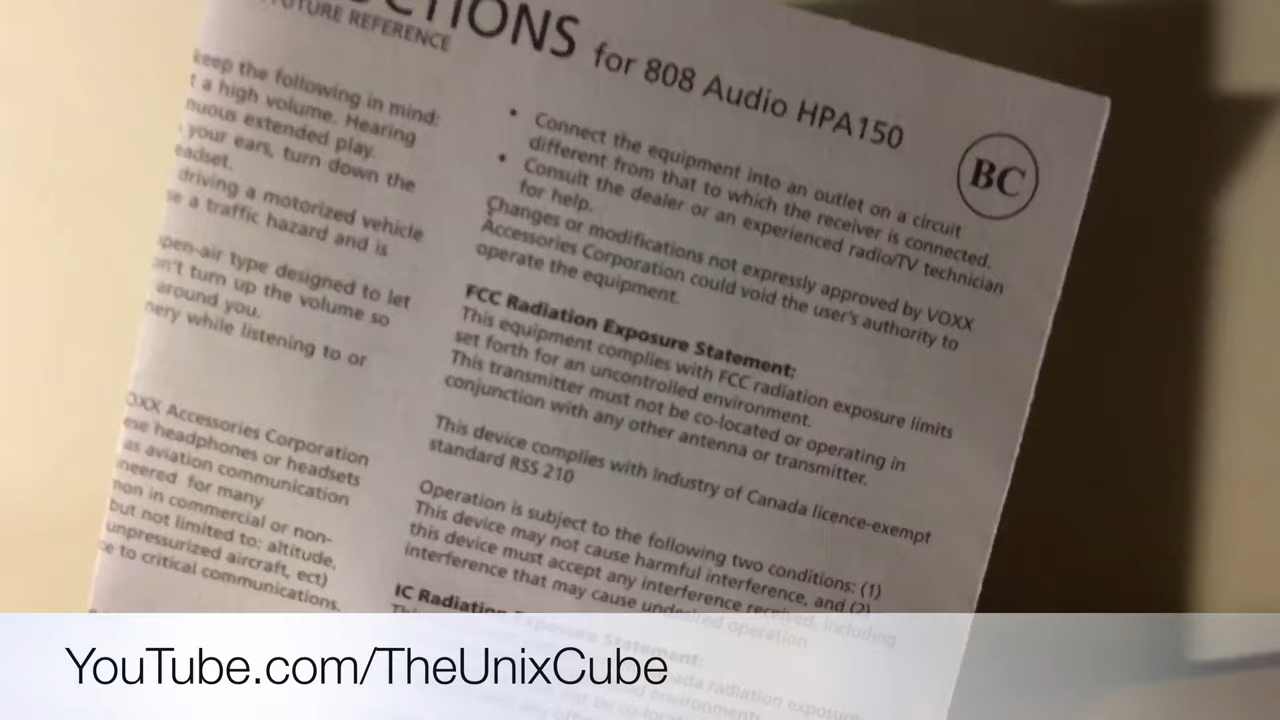 CTIONS for 808 Audio HPA150
FUTURE REFERENCE
BC
keep the following in mind:
t a high volume. Hearing
nuous extended play.
your ears, turn down the
eadset.
driving a motorized vehicle
se a traffic hazard and is
pen-air type designed to let
on't turn up the volume so
around you.
nery while listening to or
OXX Accessories Corporation
ese headphones or headsets
as aviation communication
ineered for many
mon in commercial or non-
but not limited to; altitude,
unpressurized aircraft, ect)
ce to critical communications.
• Connect the equipment into an outlet on a circuit
different from that to which the receiver is connected.
• Consult the dealer or an experienced radio/TV technician
for help.
Changes or modifications not expressly approved by VOXX
Accessories Corporation could void the user's authority to
operate the equipment.
FCC Radiation Exposure Statement:
This equipment complies with FCC radiation exposure limits
set forth for an uncontrolled environment.
This transmitter must not be co-located or operating in
conjunction with any other antenna or transmitter.
This device complies with Industry of Canada licence-exempt
standard RSS 210
Operation is subject to the following two conditions: (1)
This device may not cause harmful interference, and (2)
this device must accept any interference received, including
interference that may cause undesired operation
IC Radiation Exposure Statement:
YouTube.com/TheUnixCube